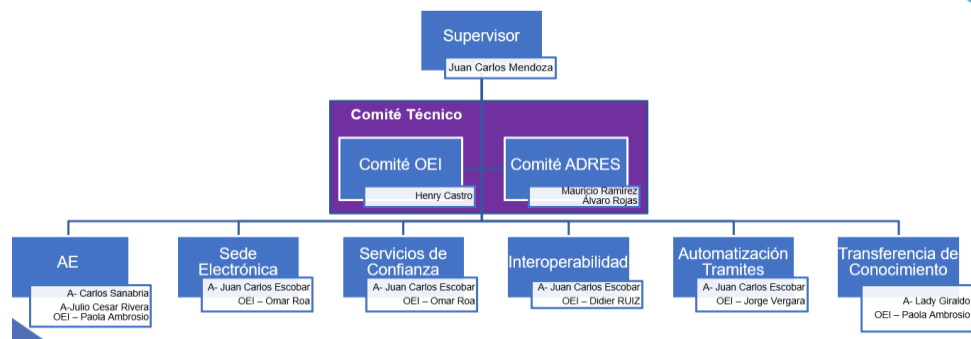 Supervisor
Juan Carlos Mendoza
Comité Técnico
Comité OEI
Henry Castro
Comité ADRES
Mauricio Ramírez
Álvaro Rojas
AE
A- Carlos Sanabria
A-Julio Cesar Rivera
OEI – Paola Ambrosio
Sede
Electrónica
A- Juan Carlos Escobar
OEI – Omar Roa
Servicios de
Confianza
A- Juan Carlos Escobar
OEI – Omar Roa
Interoperabilidad
A- Juan Carlos Escobar
OEI – Didier RUIZ
Automatización
Tramites
A- Juan Carlos Escobar
OEI – Jorge Vergara
Transferencia de
Conocimiento
A- Lady Giraldo
OEI – Paola Ambrosio